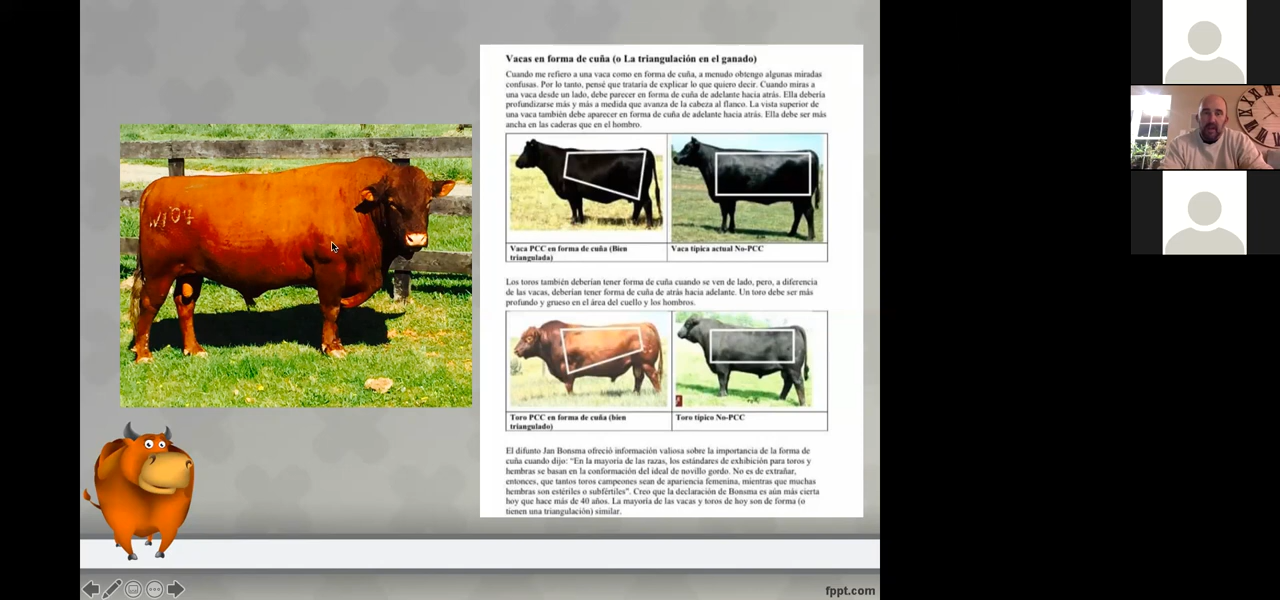 Vacas en forma de cuña (o La triangulación en el ganado)
Cuando me refiero a una vaca como en forma de cuña, a menudo obtengo algunas miradas
confusas. Por lo tanto, pensé que trataría de explicar lo que quiero decir. Cuando miras a
una vaca desde un lado, debe parecer en forma de cuña de adelante hacia atrás. Ella debería
profundizarse más y más a medida que avanza de la cabeza al flanco. La vista superior de
una vaca también debe aparecer en forma de cuña de adelante hacia atrás. Ella debe ser más
ancha en las caderas que en el hombro.
Vaca PCC en forma de cuña (Bien
triangulada)
Vaca típica actual No-PCC
Los toros también deberían tener forma de cuña cuando se ven de lado, pero, a diferencia
de las vacas, deberían tener forma de cuña de atrás hacia adelante. Un toro debe ser más
profundo y grueso en el área del cuello y los hombros.
Toro PCC en forma de cuña (bien
triangulado)
Toro típico No-PCC
El difunto Jan Bonsma ofreció información valiosa sobre la importancia de la forma de
cuña cuando dijo: “En la mayoría de las razas, los estándares de exhibición para toros y
hembras se basan en la conformación del ideal de novillo gordo. No es de extrañar,
entonces, que tantos toros campeones sean de apariencia femenina, mientras que muchas
hembras son estériles o subfértiles”. Creo que la declaración de Bonsma es aún más cierta
hoy que hace más de 40 años. La mayoría de las vacas y toros de hoy son de forma (o
tienen una triangulación) similar.
fppt.com